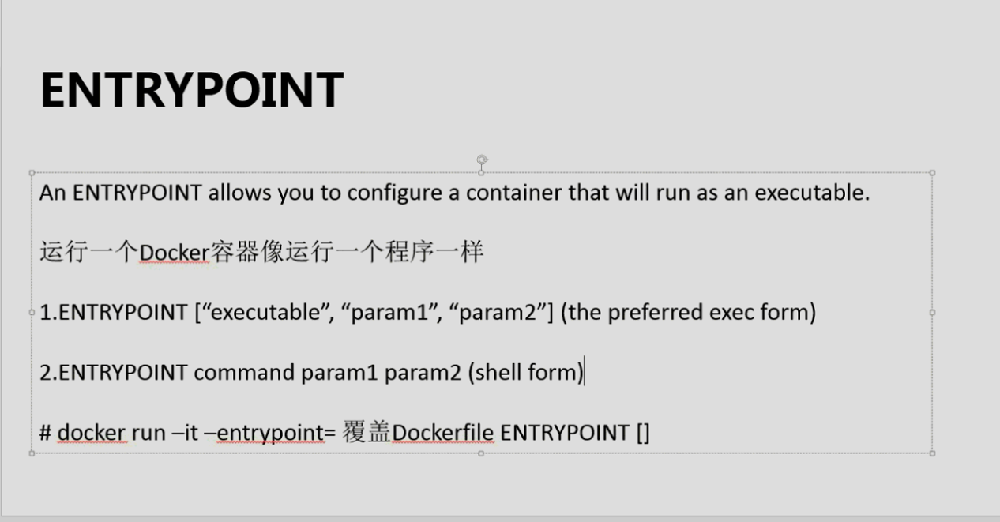 ENTRYPOINT
An ENTRYPOINT allows you to configure a container that will run as an executable.
运行一个Docker容器像运行一个程序一样
1.ENTRYPOINT [“executable”, “param1”, “param2”] (the preferred exec form)
2.ENTRYPOINT command param1 param2 (shell form)
# docker run –it –entrypoint= 覆盖Dockerfile ENTRYPOINT []